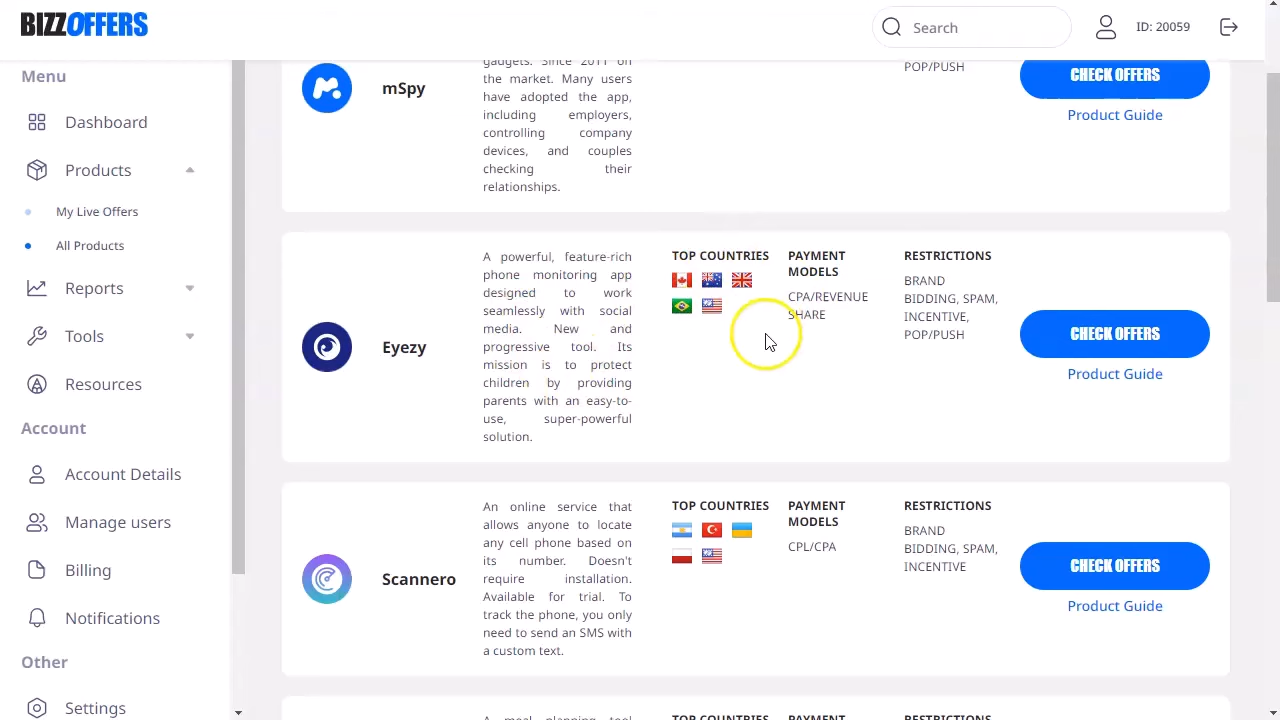 BIZZOFFERS
Search
ID: 20059
Menu
Dashboard
Products
My Live Offers
All Products
Reports
Tools
Resources
Account
Account Details
Manage users
Billing
Notifications
Other
Settings
mSpy
gadgets. Since 2011 on
the market. Many users
have adopted the app,
including employers,
controlling company
devices, and couples
checking their
relationships.
POP/PUSH
CHECK OFFERS
Product Guide
Eyezy
A powerful, feature-rich
phone monitoring app
designed to work
seamlessly with social
media. New and
progressive tool. Its
mission is to protect
children by providing
parents with an easy-to-
use, super-powerful
solution.
TOP COUNTRIES
PAYMENT
MODELS
CPA/REVENUE
SHARE
RESTRICTIONS
BRAND
BIDDING, SPAM,
INCENTIVE,
POP/PUSH
CHECK OFFERS
Product Guide
Scannero
An online service that
allows anyone to locate
any cell phone based on
its number. Doesn't
require installation.
Available for trial. To
track the phone, you only
need to send an SMS with
a custom text.
TOP COUNTRIES
PAYMENT
MODELS
CPL/CPA
RESTRICTIONS
BRAND
BIDDING, SPAM,
INCENTIVE
CHECK OFFERS
Product Guide
A meal planning tool
TOP COUNTRIES
PAYMENT
RESTRICTIONS